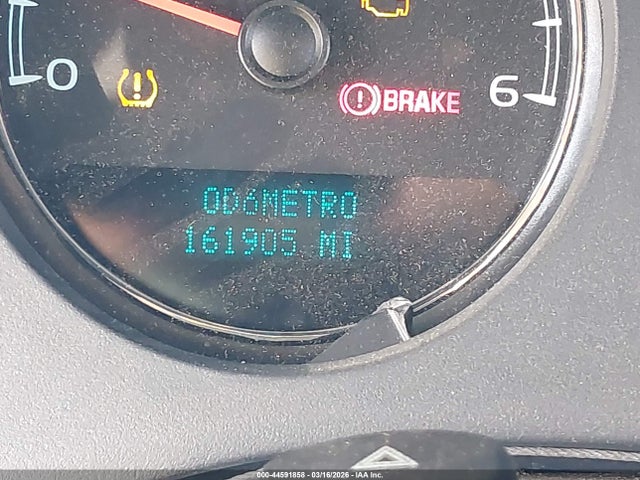 0
BRAKE
6
ODÓMETRO
161905 MI
000-44591858 - 03/16/2026 - IAA Inc.